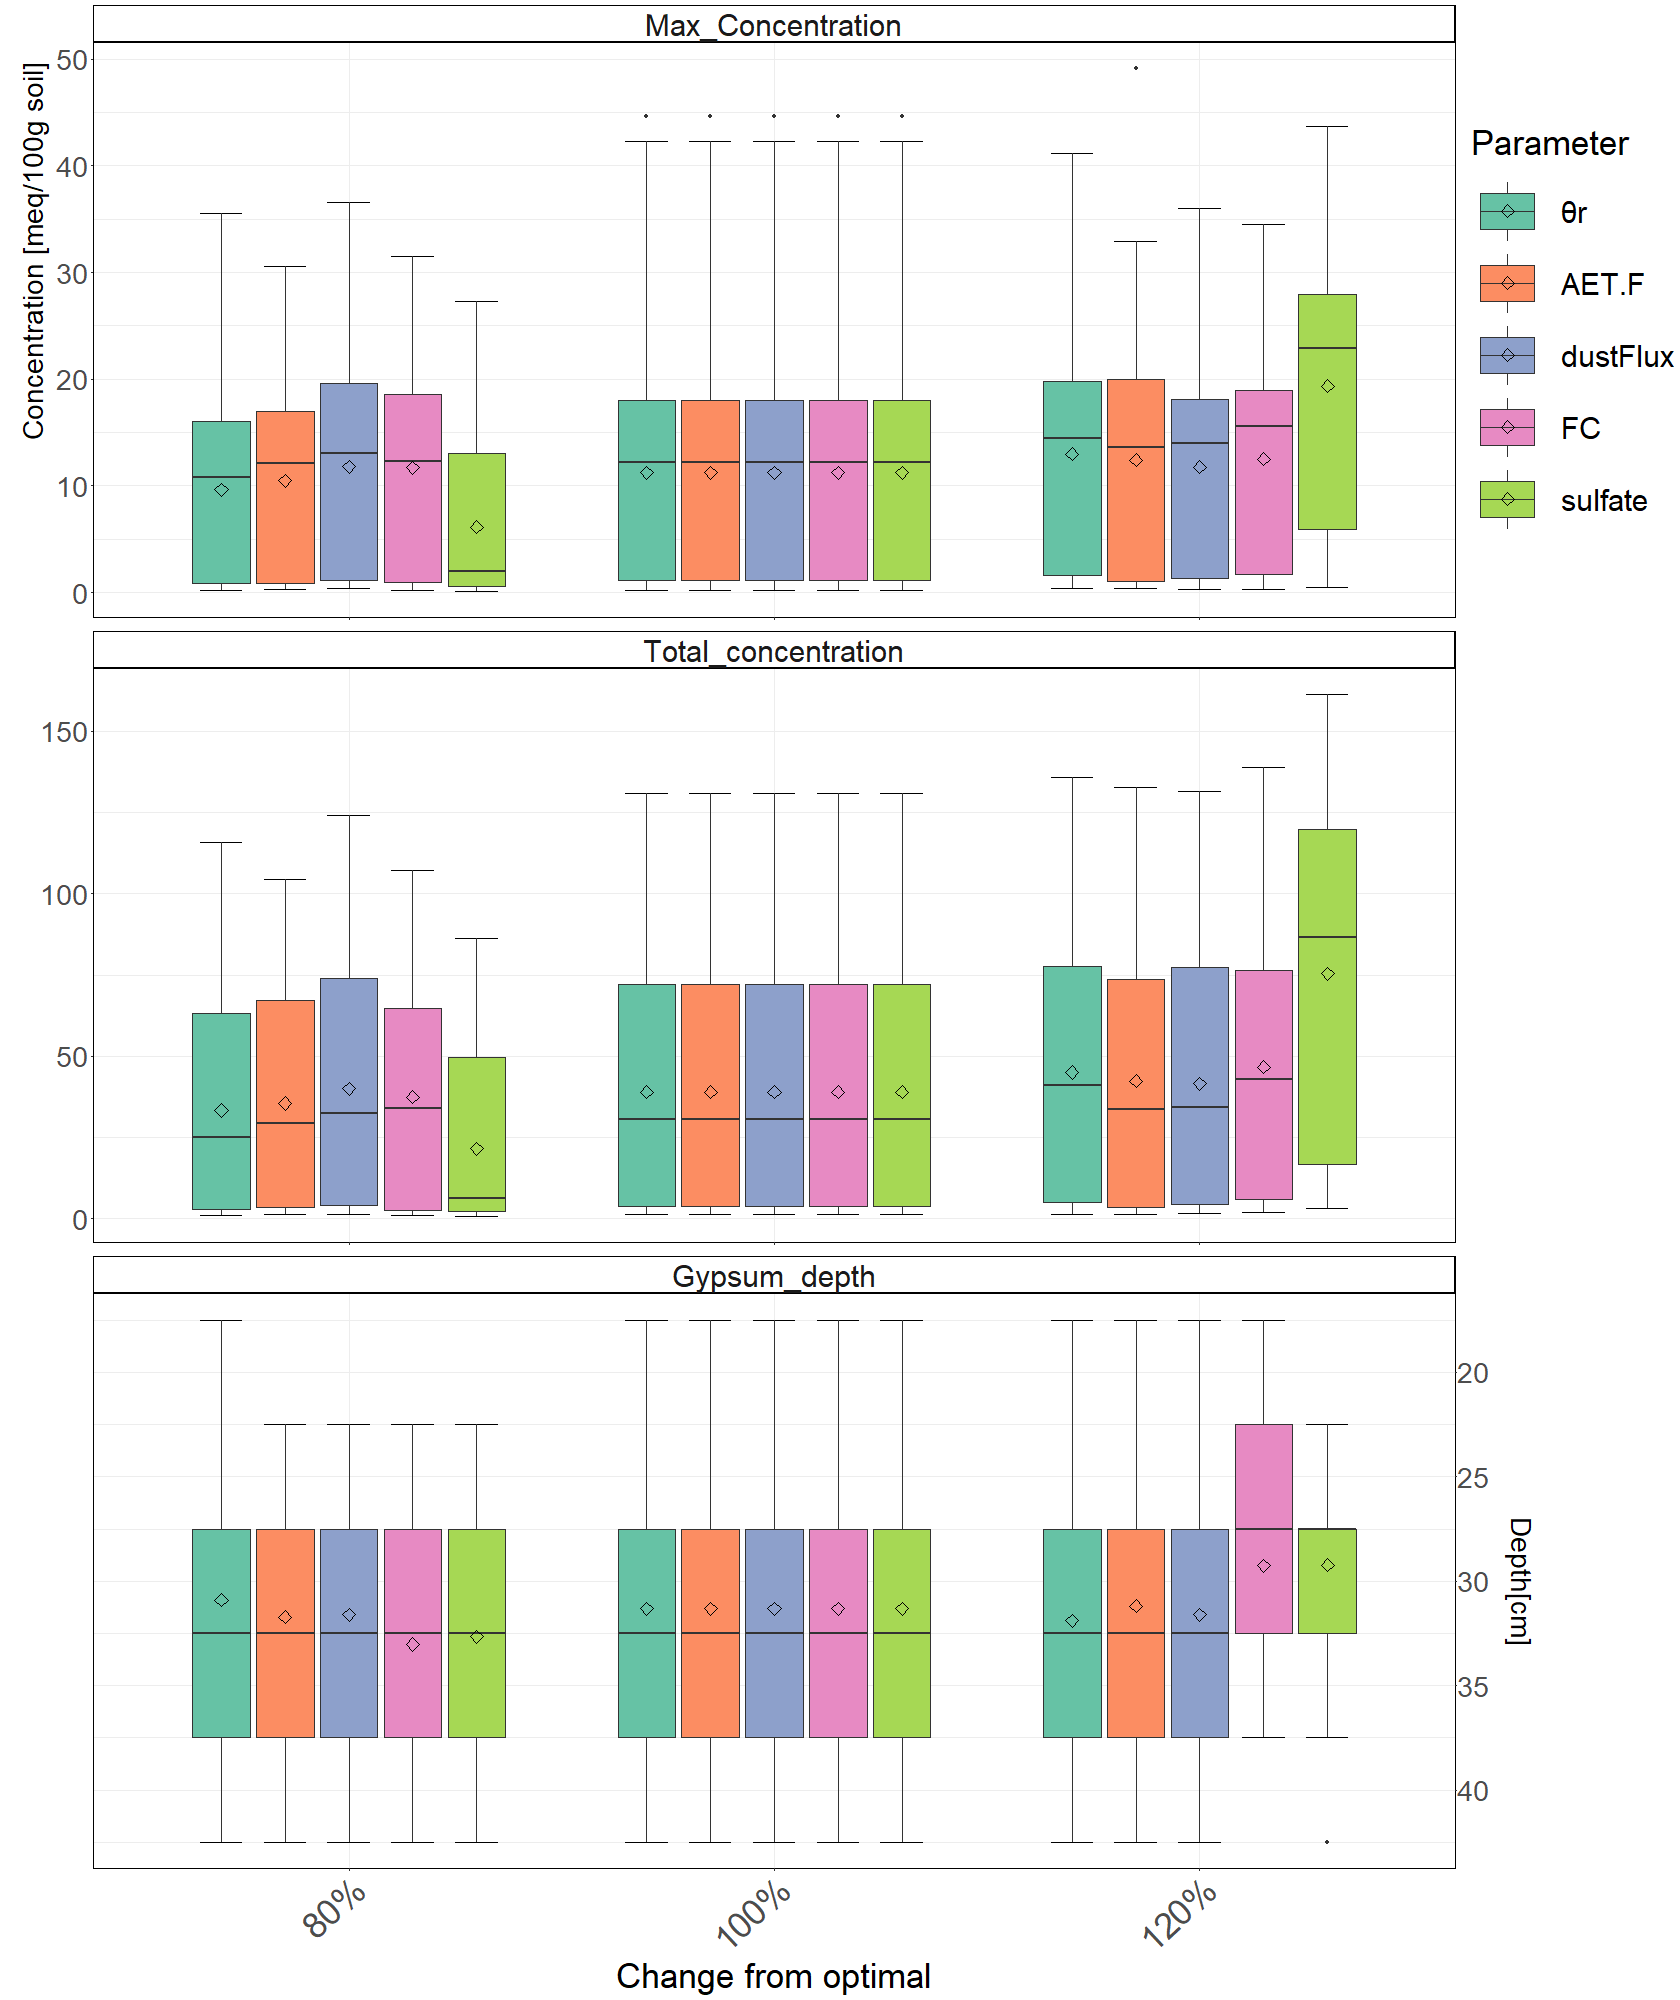 Max_Concentration
Concentration [meq/100g soil]
50
40
30
20
10
0
Parameter
θr
AET.F
dustFlux
FC
sulfate
Total_concentration
150
100
50
0
Gypsum_depth
20
25
30
35
40
Depth[cm]
80%
100%
120%
Change from optimal